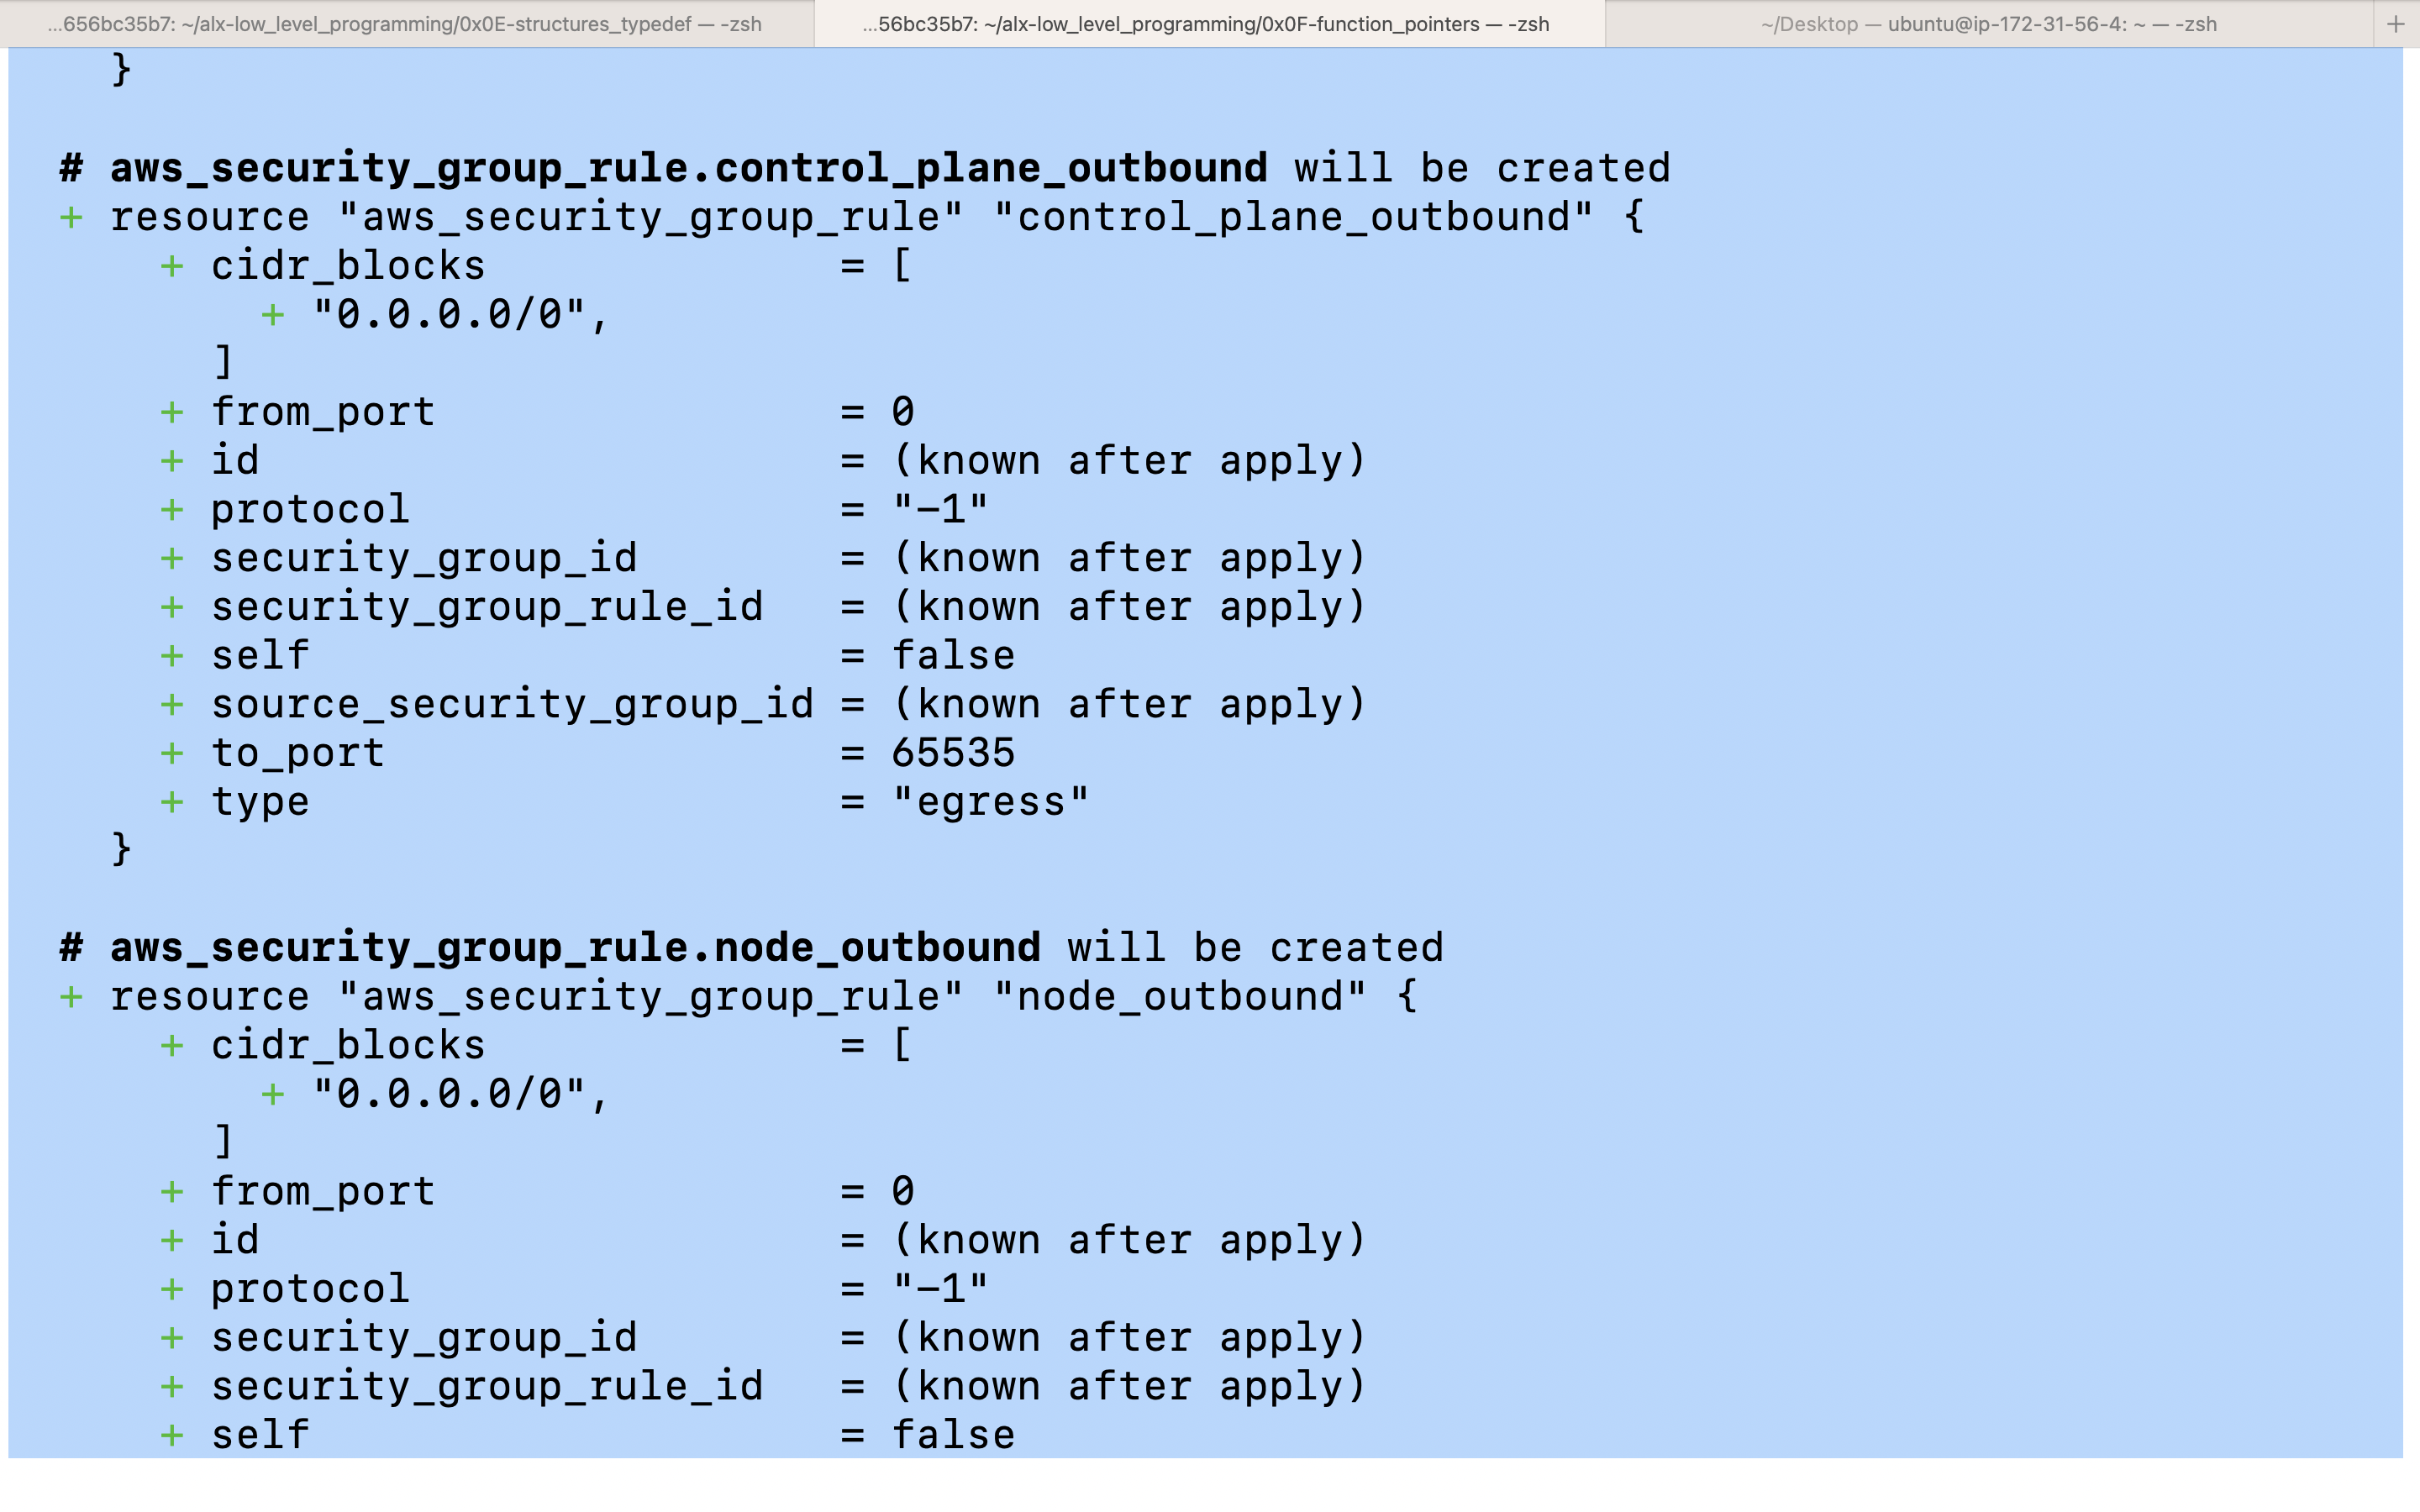 ...656bc35b7: ~/alx-low_level_programming/0x0E-structures_typedef — -zsh
...56bc35b7: ~/alx-low_level_programming/0x0F-function_pointers — -zsh
~/Desktop — ubuntu@ip-172-31-56-4: ~ — -zsh
+
}
# aws_security_group_rule.control_plane_outbound will be created
+ resource "aws_security_group_rule" "control_plane_outbound" {
+ cidr_blocks = [
+ "0.0.0.0/0",
]
+ from_port = 0
+ id = (known after apply)
+ protocol = "-1"
+ security_group_id = (known after apply)
+ security_group_rule_id = (known after apply)
+ self = false
+ source_security_group_id = (known after apply)
+ to_port = 65535
+ type = "egress"
}
# aws_security_group_rule.node_outbound will be created
+ resource "aws_security_group_rule" "node_outbound" {
+ cidr_blocks = [
+ "0.0.0.0/0",
]
+ from_port = 0
+ id = (known after apply)
+ protocol = "-1"
+ security_group_id = (known after apply)
+ security_group_rule_id = (known after apply)
+ self = false